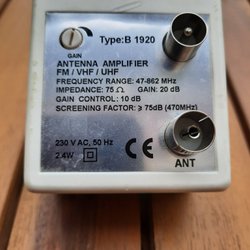 Type:B 1920
GAIN
ANTENNA AMPLIFIER
FM / VHF / UHF
FREQUENCY RANGE: 47-862 MHz
IMPEDANCE: 75 Ω GAIN: 20 dB
GAIN CONTROL: 10 dB
SCREENING FACTOR: ≥ 75dB (470MHz)
230 V AC, 50 Hz
2.4W
ANT